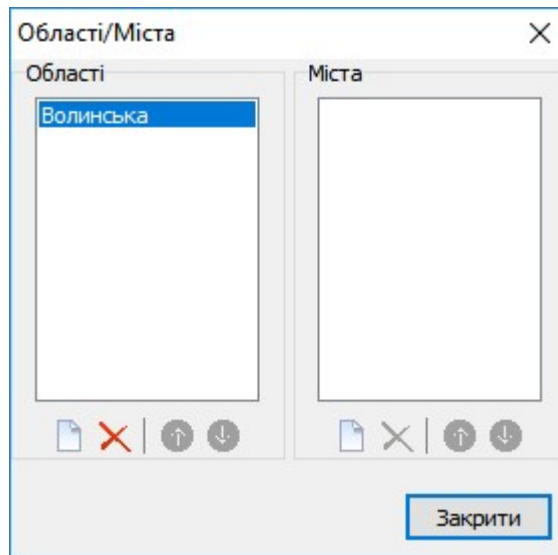 Області/Міста
Області
Міста
Волинська
Закрити